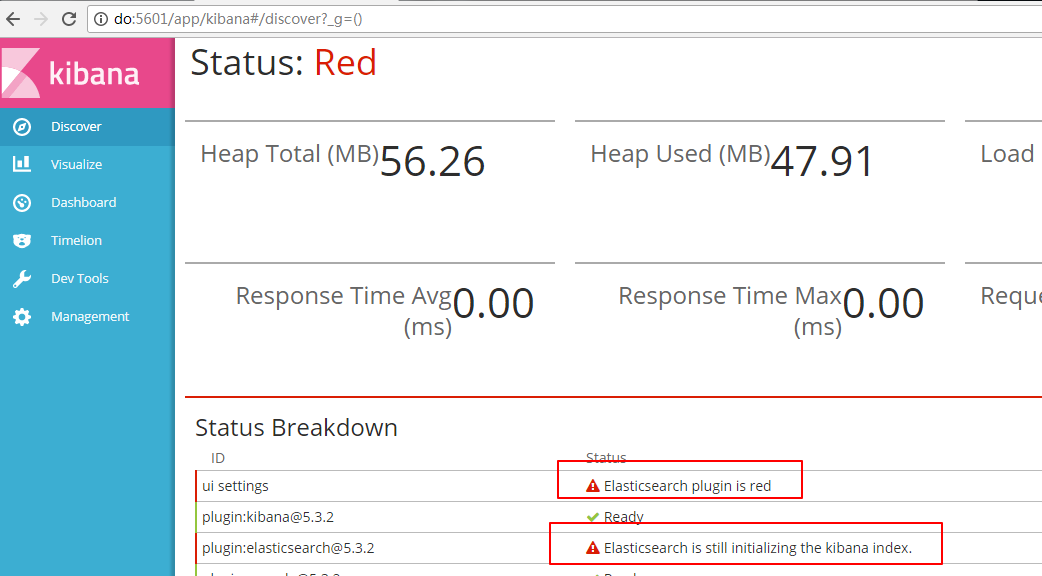 do:5601/app/kibana#/discover?_g=()
kibana
Discover
Visualize
Dashboard
Timelion
Dev Tools
Management
Status: Red
Heap Total (MB) 56.26
Heap Used (MB) 47.91
Load
Response Time Avg (ms) 0.00
Response Time Max (ms) 0.00
Reque
Status Breakdown
ID Status
ui settings Elasticsearch plugin is red
plugin:kibana@5.3.2 Ready
plugin:elasticsearch@5.3.2 Elasticsearch is still initializing the kibana index.